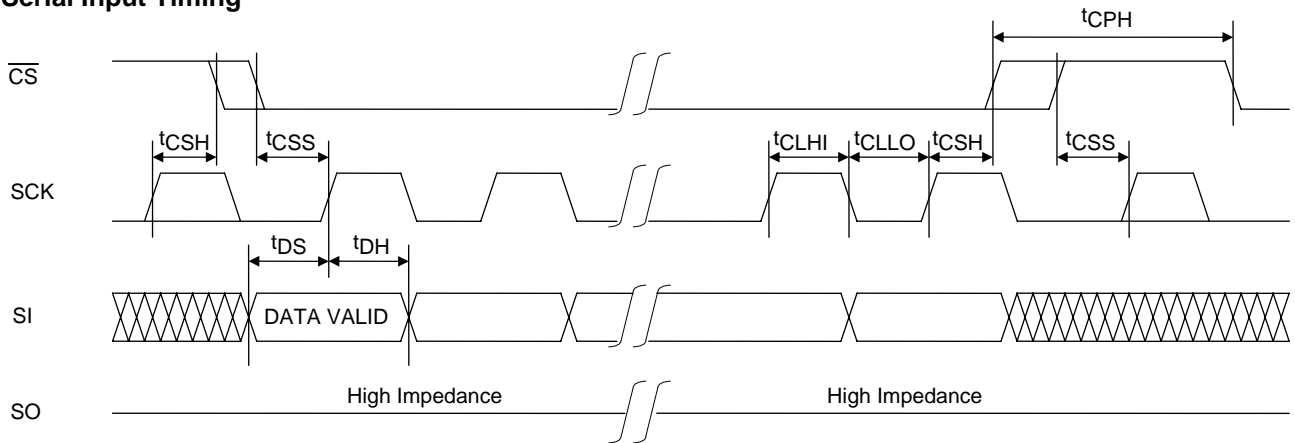 Serial Input Timing
tCPH
CS
tCSH
tCSS
tCLHI
tCLLO
tCSH
tCSS
SCK
tDS
tDH
SI
DATA VALID
High Impedance
High Impedance
SO